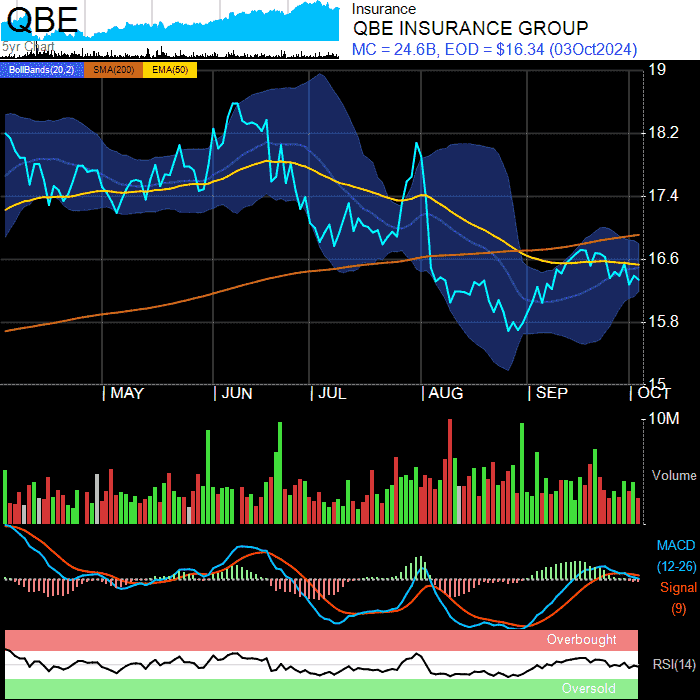 QBE
5yr Chart
Insurance
QBE INSURANCE GROUP
MC = 24.6B, EOD = $16.34 (03Oct2024)
BollBands(20,2) SMA(200) EMA(50)
19
18.2
17.4
16.6
15.8
15
MAY JUN JUL AUG SEP OCT
10M
Volume
MACD
(12-26)
Signal
(9)
Overbought
RSI(14)
Oversold